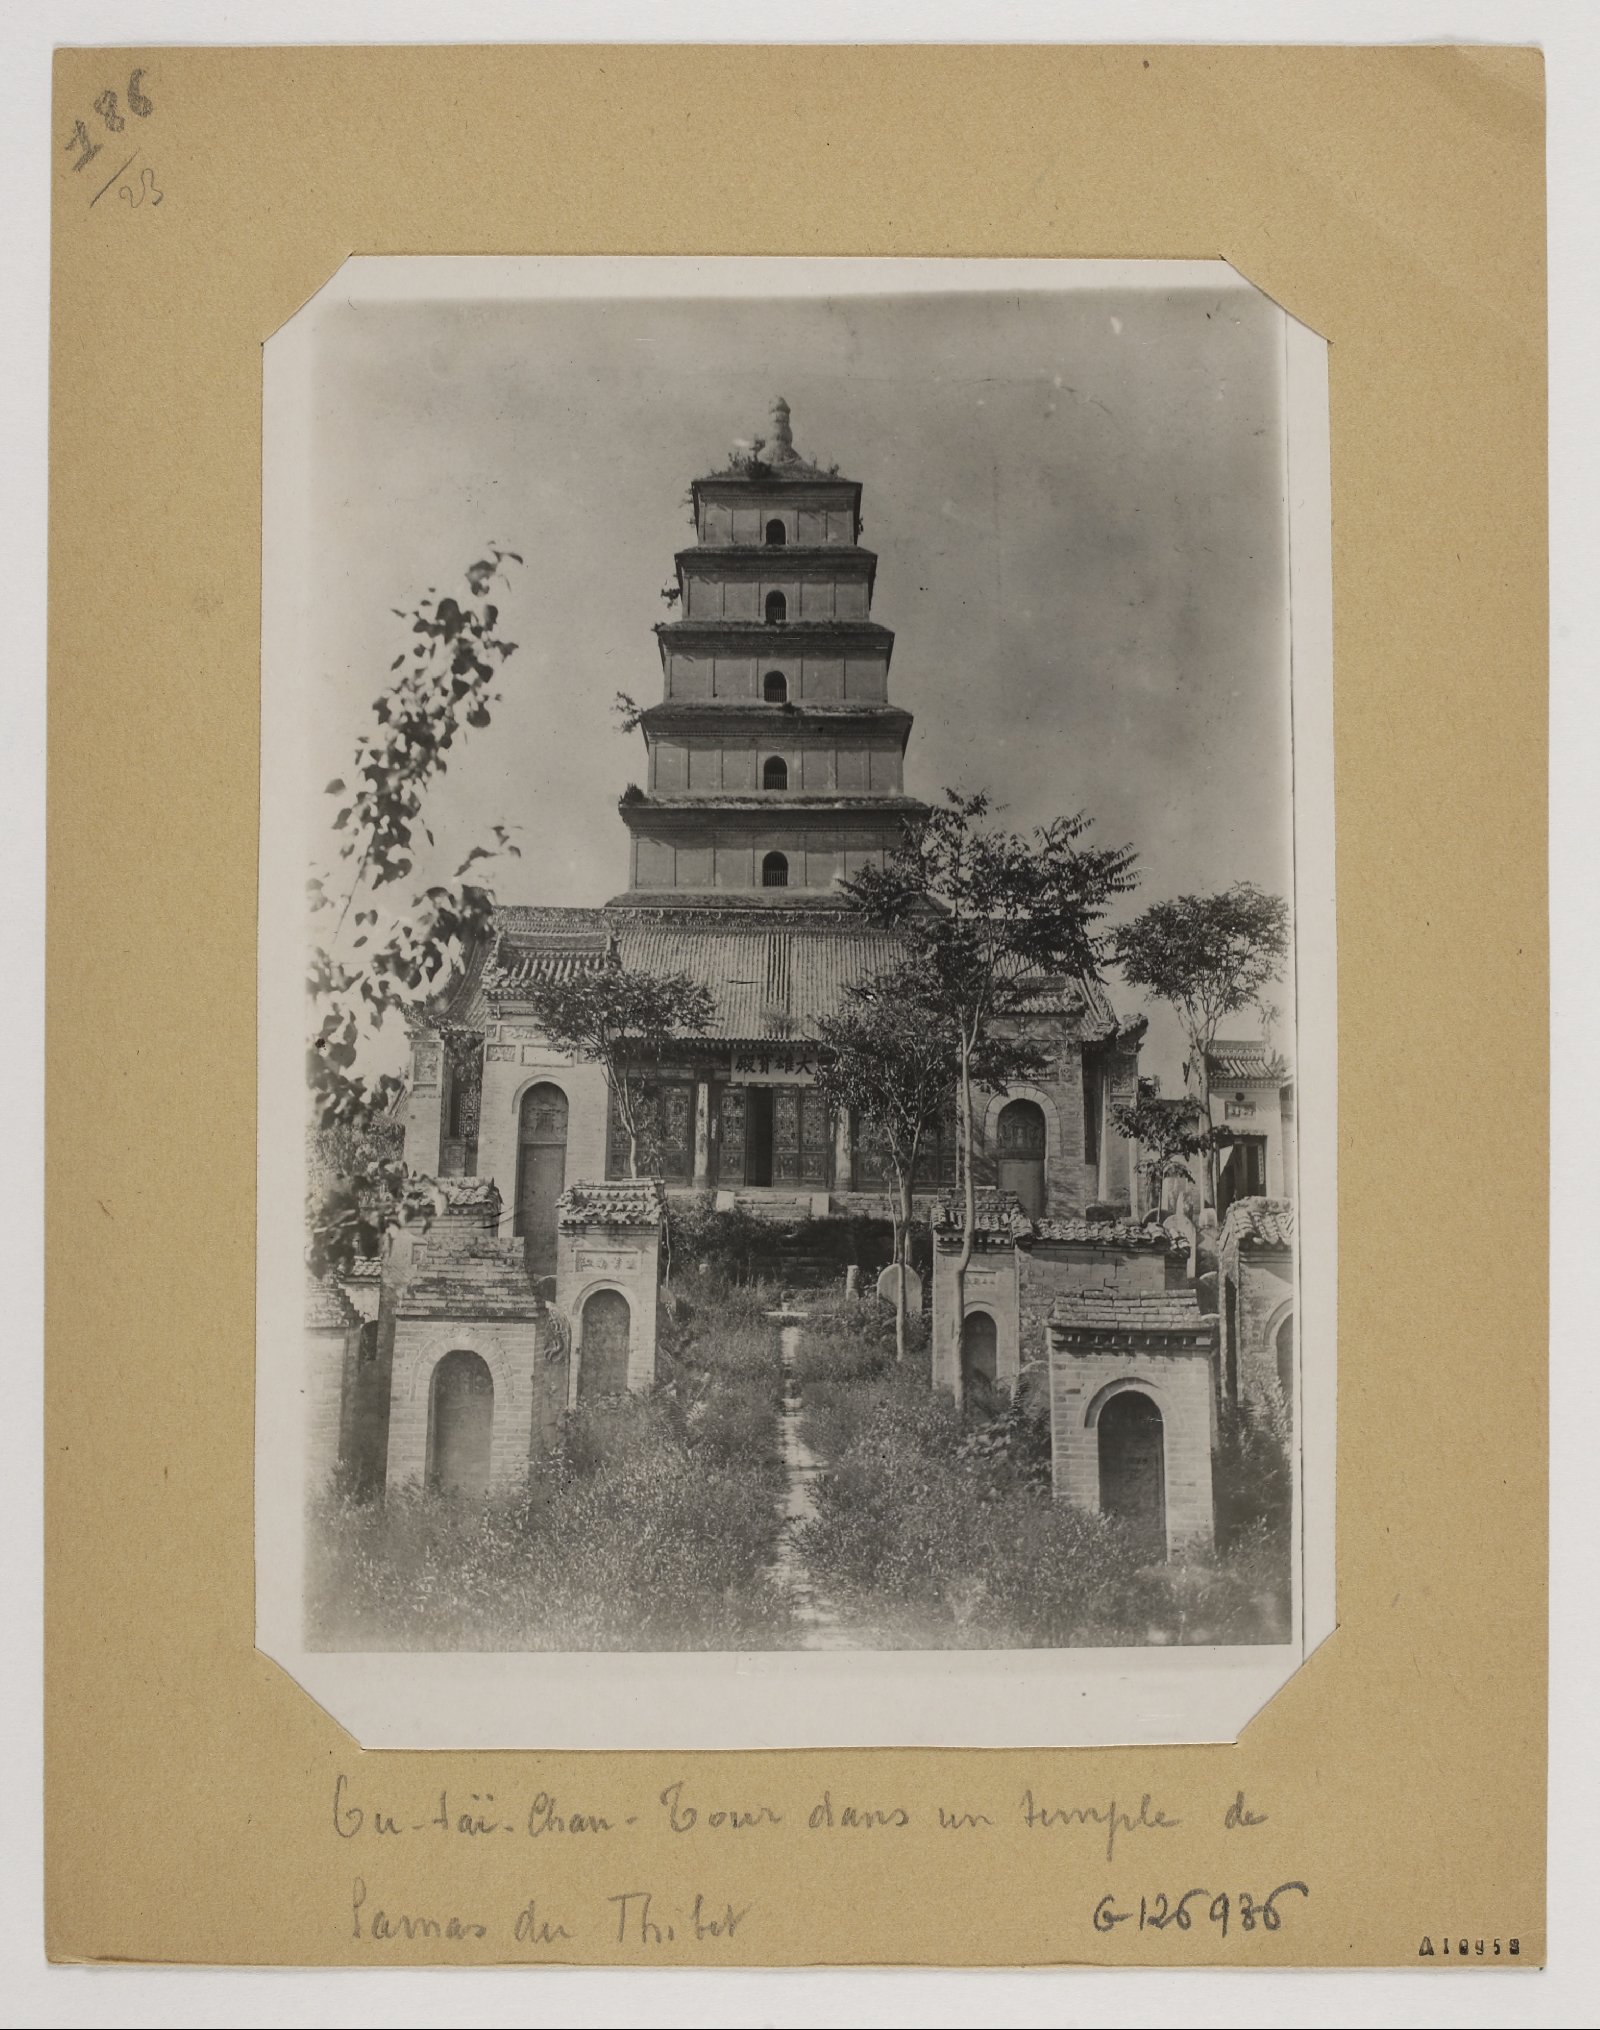 186
/23
大雄寶殿
Ou-taï-Chan. Tour dans un temple de
Lamas du Thibet
G126936
A10958